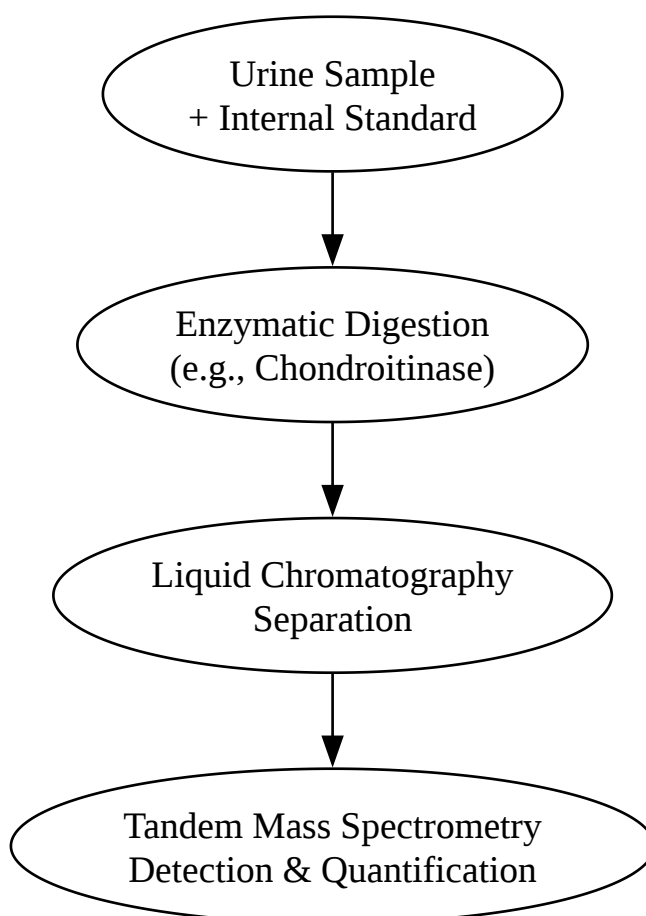 Urine Sample
+ Internal Standard
Enzymatic Digestion
(e.g., Chondroitinase)
Liquid Chromatography
Separation
Tandem Mass Spectrometry
Detection & Quantification